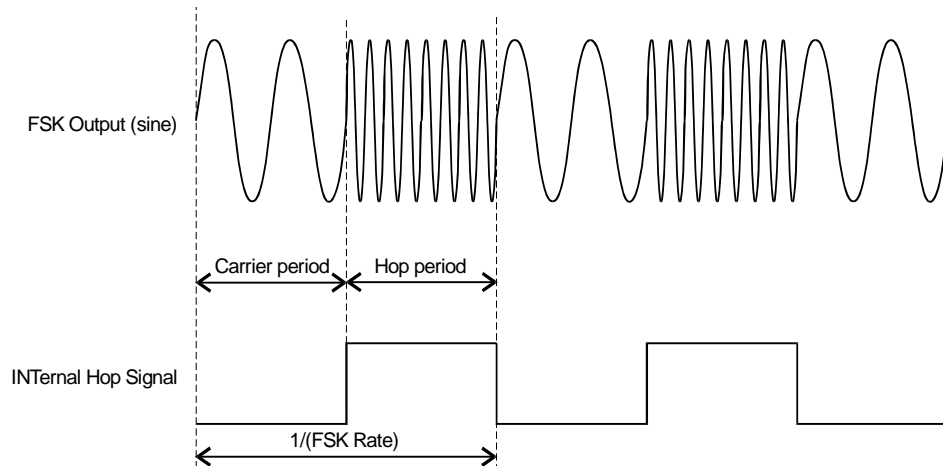 FSK Output (sine)
Carrier period
Hop period
INTernal Hop Signal
1/(FSK Rate)